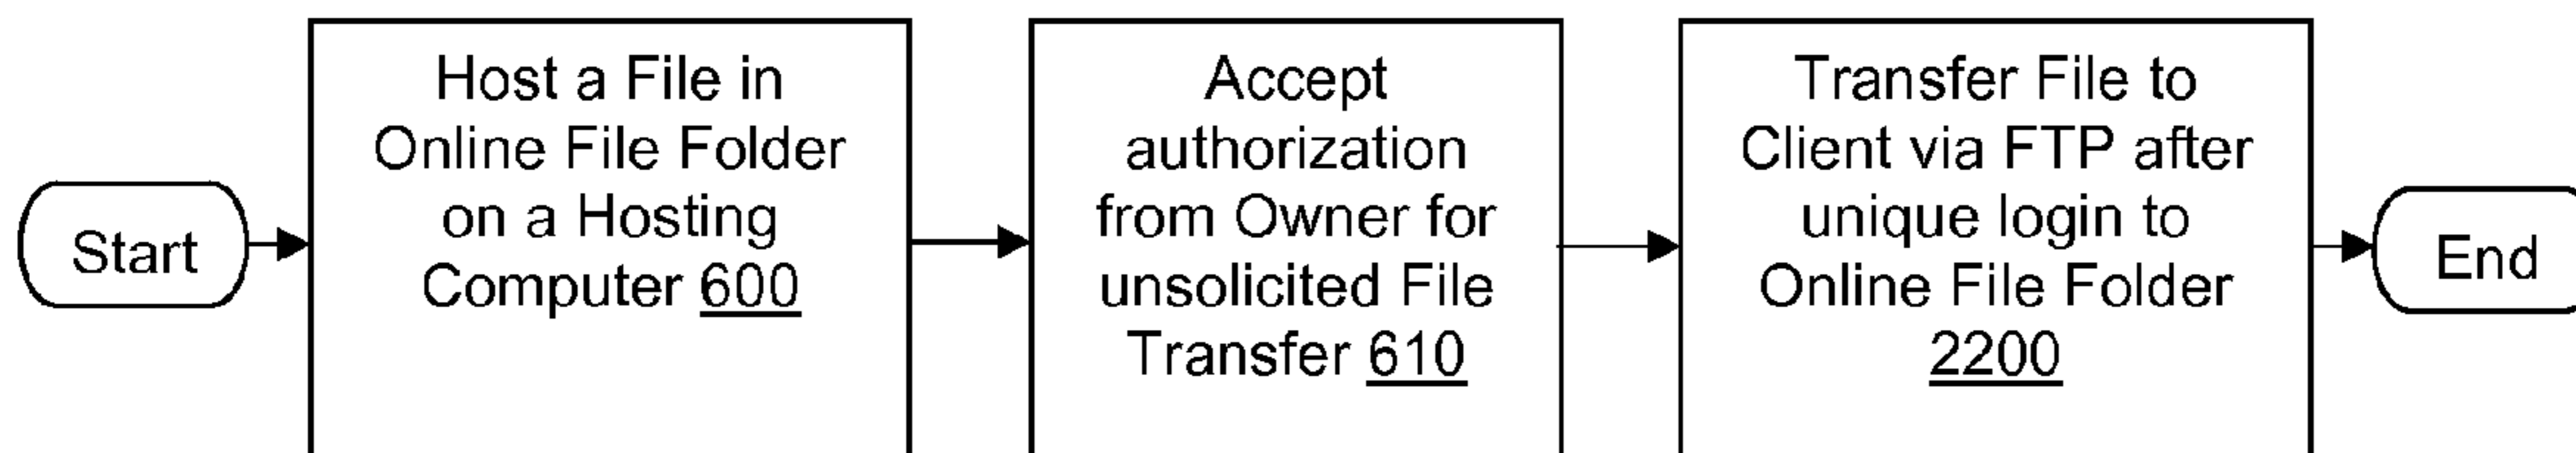 Start
Host a File in
Online File Folder
on a Hosting
Computer 600
Accept
authorization
from Owner for
unsolicited File
Transfer 610
Transfer File to
Client via FTP after
unique login to
Online File Folder
2200
End